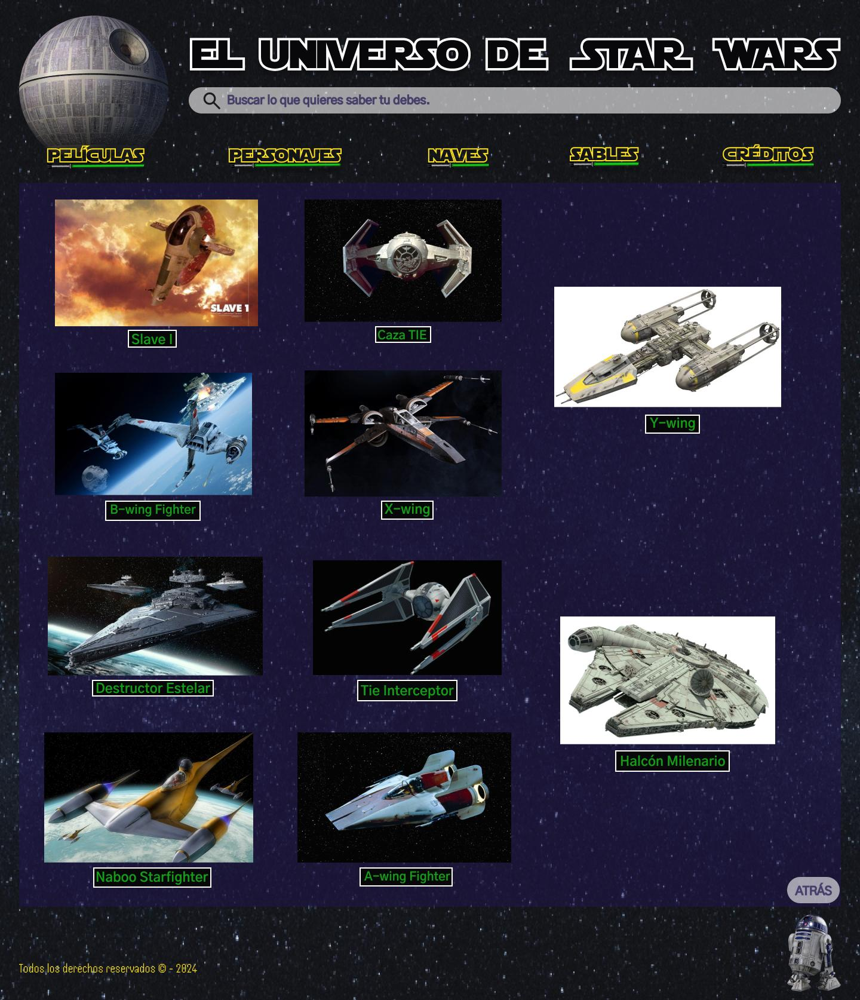 EL UNIVERSO DE STAR WARS
Buscar lo que quieres saber tu debes.
PELÍCULAS
PERSONAJES
NAVES
SABLES
CRÉDITOS
SLAVE 1
Slave I
Caza TIE
Y-wing
B-wing Fighter
X-wing
Destructor Estelar
Tie Interceptor
Halcón Milenario
Naboo Starfighter
A-wing Fighter
ATRÁS
Todos los derechos reservados © - 2024